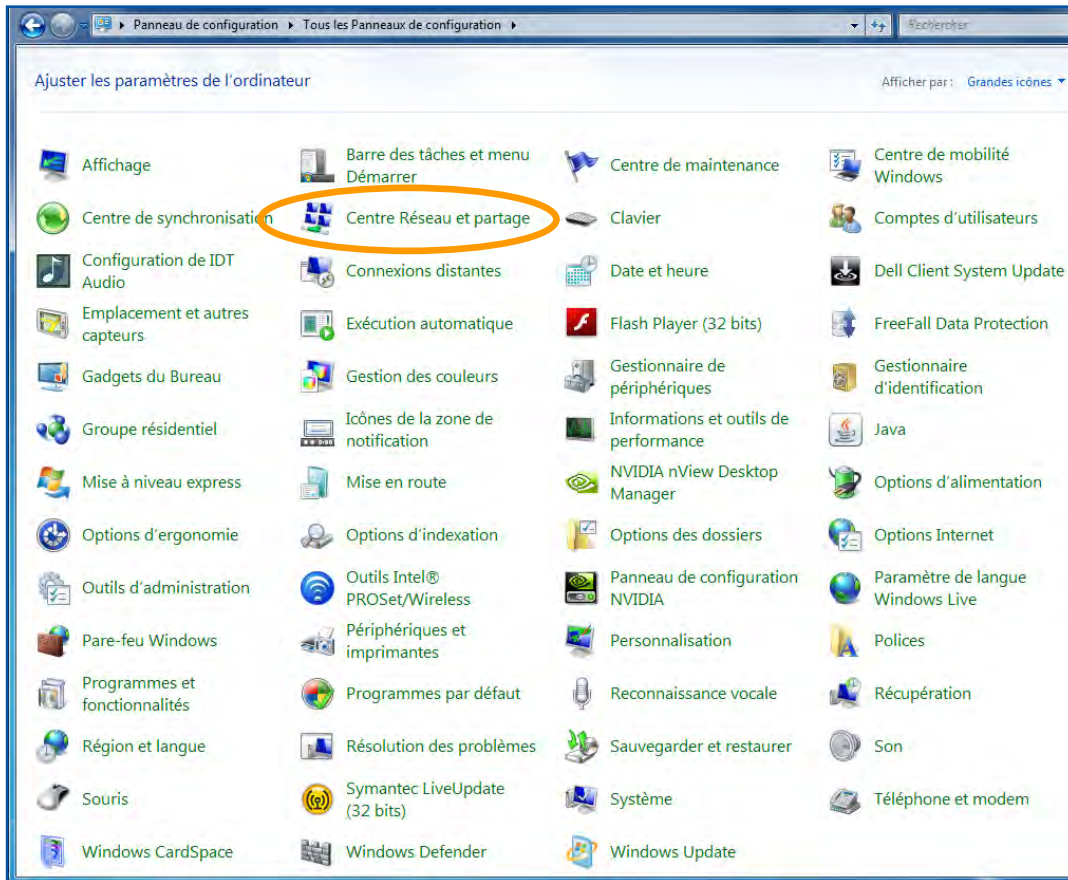 Panneau de configuration ▸ Tous les Panneaux de configuration ▸
Rechercher
Ajuster les paramètres de l'ordinateur
Afficher par : Grandes icônes
Affichage
Barre des tâches et menu
Démarrer
Centre de maintenance
Centre de mobilité
Windows
Centre de synchronisation
Centre Réseau et partage
Clavier
Comptes d'utilisateurs
Configuration de IDT
Audio
Connexions distantes
Date et heure
Dell Client System Update
Emplacement et autres
capteurs
Exécution automatique
Flash Player (32 bits)
FreeFall Data Protection
Gadgets du Bureau
Gestion des couleurs
Gestionnaire de
périphériques
Gestionnaire
d'identification
Groupe résidentiel
Icônes de la zone de
notification
Informations et outils de
performance
Java
Mise à niveau express
Mise en route
NVIDIA nView Desktop
Manager
Options d'alimentation
Options d'ergonomie
Options d'indexation
Options des dossiers
Options Internet
Outils d'administration
Outils Intel®
PROSet/Wireless
Panneau de configuration
NVIDIA
Paramètre de langue
Windows Live
Pare-feu Windows
Périphériques et
imprimantes
Personnalisation
Polices
Programmes et
fonctionnalités
Programmes par défaut
Reconnaissance vocale
Récupération
Région et langue
Résolution des problèmes
Sauvegarder et restaurer
Son
Souris
Symantec LiveUpdate
(32 bits)
Système
Téléphone et modem
Windows CardSpace
Windows Defender
Windows Update